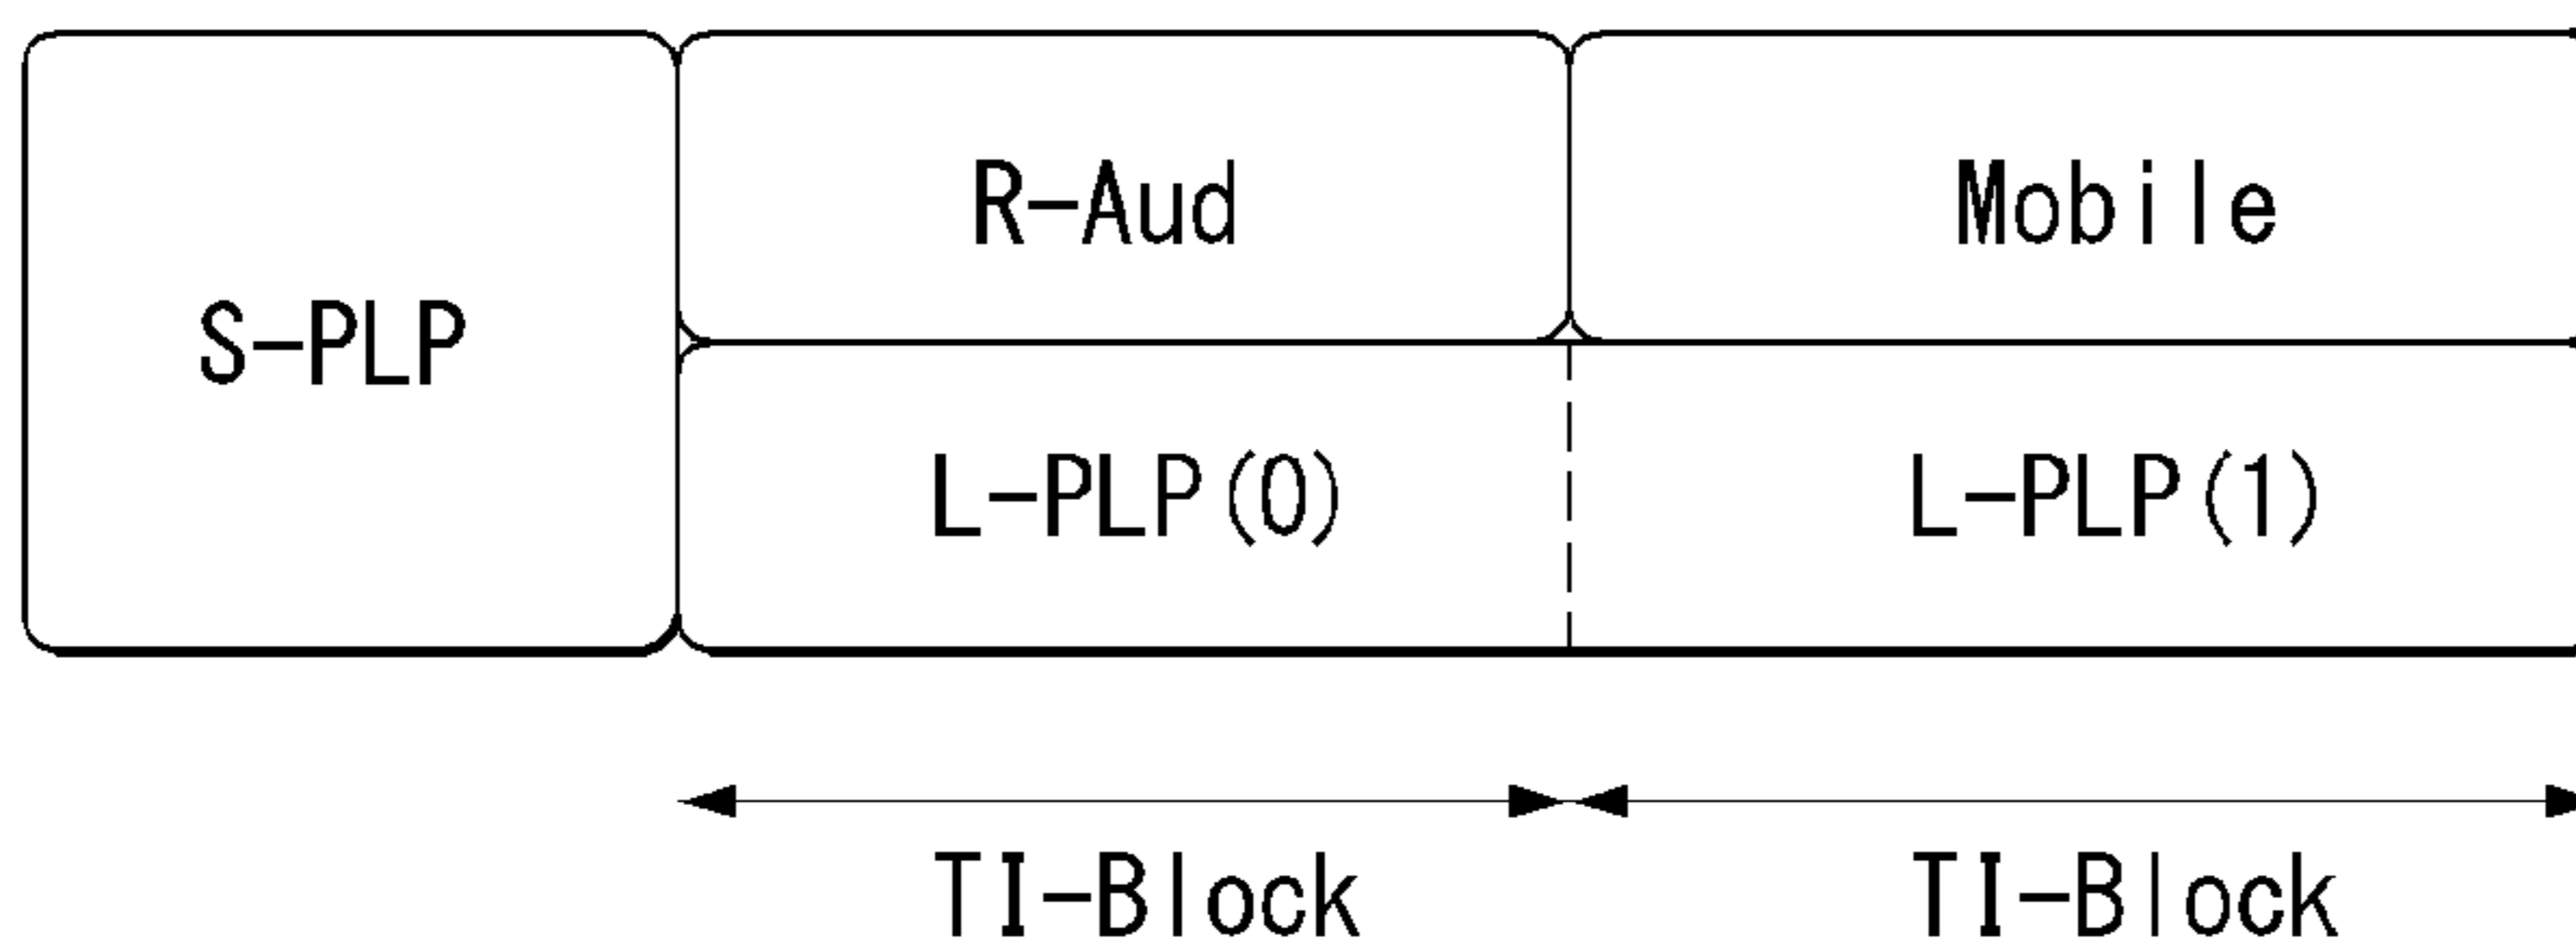 S-PLP
R-Aud
Mobile
L-PLP(0)
L-PLP(1)
TI-Block
TI-Block